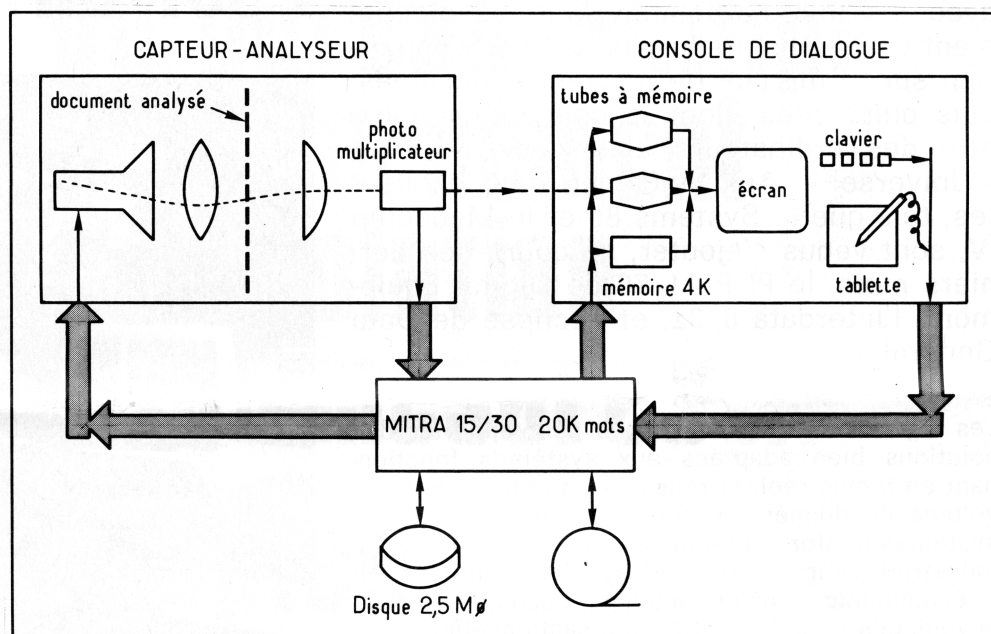 CAPTEUR-ANALYSEUR
CONSOLE DE DIALOGUE
document analysé
photo
multiplicateur
tubes à mémoire
écran
clavier
mémoire 4K
tablette
MITRA 15/30 20K mots
Disque 2,5 Mø